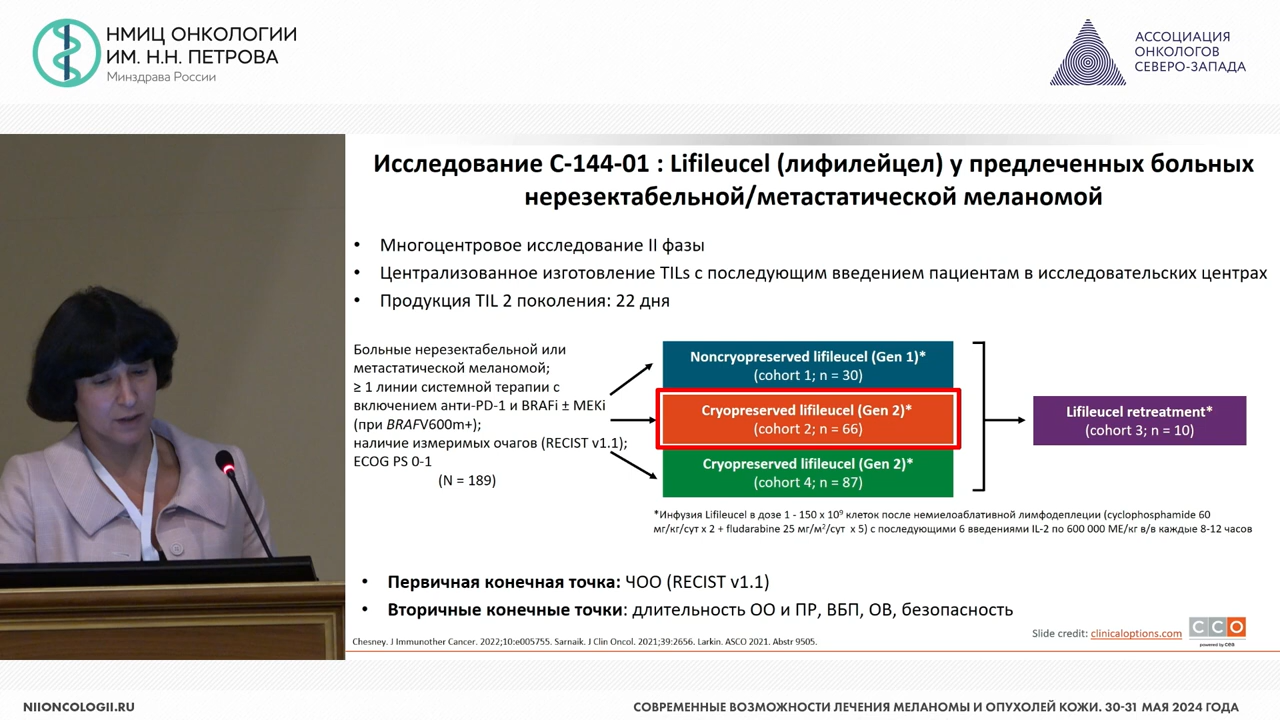 НМИЦ ОНКОЛОГИИ
ИМ. Н.Н. ПЕТРОВА
Минздрава России
АССОЦИАЦИЯ
ОНКОЛОГОВ
СЕВЕРО-ЗАПАДА
Исследование C-144-01 : Lifileucel (лифилейцел) у предлеченных больных
нерезектабельной/метастатической меланомой
• Многоцентровое исследование II фазы
• Централизованное изготовление TILs с последующим введением пациентам в исследовательских центрах
• Продукция TIL 2 поколения: 22 дня
Больные нерезектабельной или
метастатической меланомой;
≥ 1 линии системной терапии с
включением анти-PD-1 и BRAFi ± MEKi
(при BRAFV600m+);
наличие измеримых очагов (RECIST v1.1);
ECOG PS 0-1
(N = 189)
Noncryopreserved lifileucel (Gen 1)*
(cohort 1; n = 30)
Cryopreserved lifileucel (Gen 2)*
(cohort 2; n = 66)
Cryopreserved lifileucel (Gen 2)*
(cohort 4; n = 87)
Lifileucel retreatment*
(cohort 3; n = 10)
*Инфузия Lifileucel в дозе 1 - 150 x 10⁹ клеток после немиелоаблативной лимфодеплеции (cyclophosphamide 60
мг/кг/сут x 2 + fludarabine 25 мг/м²/сут x 5) с последующими 6 введениями IL-2 по 600 000 МЕ/кг в/в каждые 8-12 часов
• Первичная конечная точка: ЧОО (RECIST v1.1)
• Вторичные конечные точки: длительность ОО и ПР, ВБП, ОВ, безопасность
Chesney. J Immunother Cancer. 2022;10:e005755. Sarnaik. J Clin Oncol. 2021;39:2656. Larkin. ASCO 2021. Abstr 9505.
Slide credit: clinicaloptions.com
CCO
powered by cea
NIIONCOLOGII.RU
СОВРЕМЕННЫЕ ВОЗМОЖНОСТИ ЛЕЧЕНИЯ МЕЛАНОМЫ И ОПУХОЛЕЙ КОЖИ. 30-31 МАЯ 2024 ГОДА